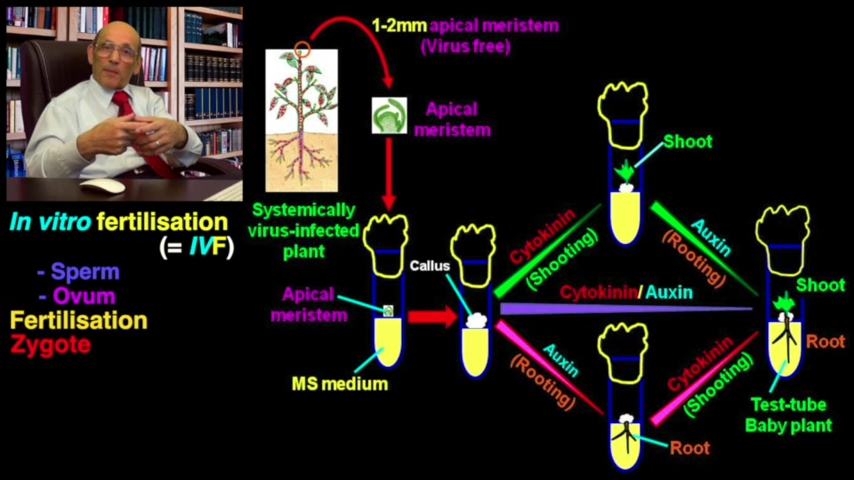 1-2mm apical meristem
(Virus free)
Apical
meristem
Shoot
In vitro fertilisation
(= IVF)
- Sperm
- Ovum
Fertilisation
Zygote
Systemically
virus-infected
plant
Apical
meristem
MS medium
Callus
Cytokinin
(Shooting)
Auxin
(Rooting)
Cytokinin/Auxin
Auxin
(Rooting)
Cytokinin
(Shooting)
Root
Shoot
Root
Test-tube
Baby plant